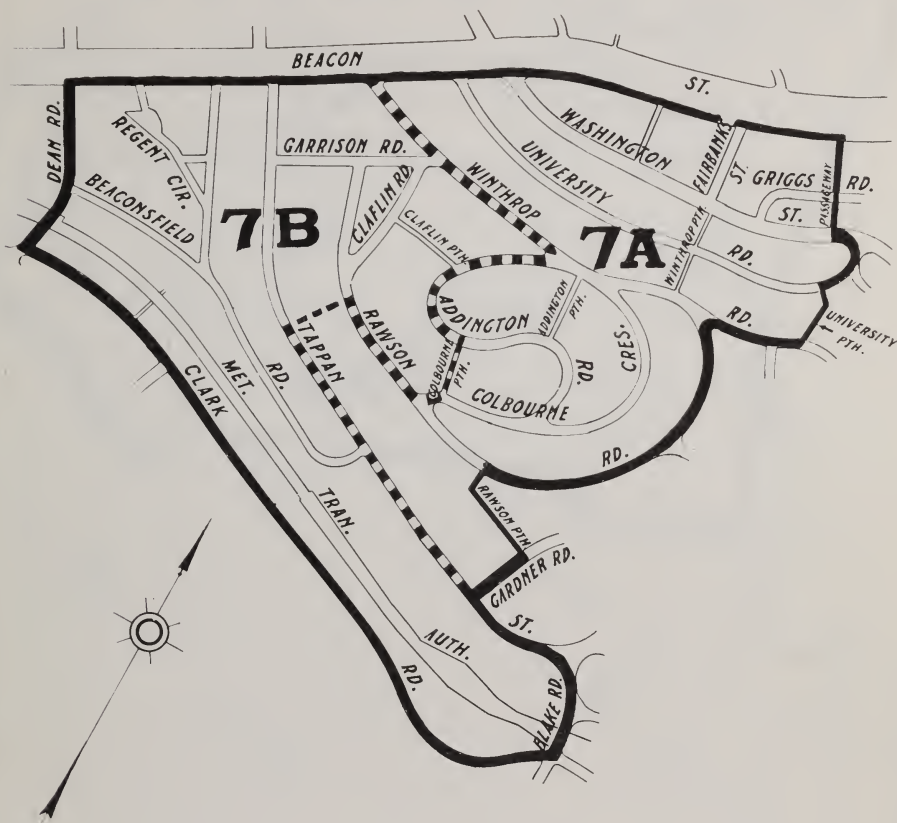 BEACON ST.
DEAN RD.
REGENT CIR.
BEACONSFIELD RD.
GARRISON RD.
CLAFLIN RD.
CLAFLIN PTH.
WINTHROP RD.
UNIVERSITY RD.
WASHINGTON ST.
FAIRBANKS ST.
GRIGGS RD.
PASSAGEWAY
WINTHROP PTH.
UNIVERSITY PTH.
7B
7A
ADDINGTON RD.
ADDINGTON PTH.
COLBOURNE PTH.
COLBOURNE CRES.
TAPPAN ST.
RAWSON RD.
RAWSON PTH.
GARDNER RD.
MET. TRAN. AUTH.
CLARK RD.
BLAKE RD.